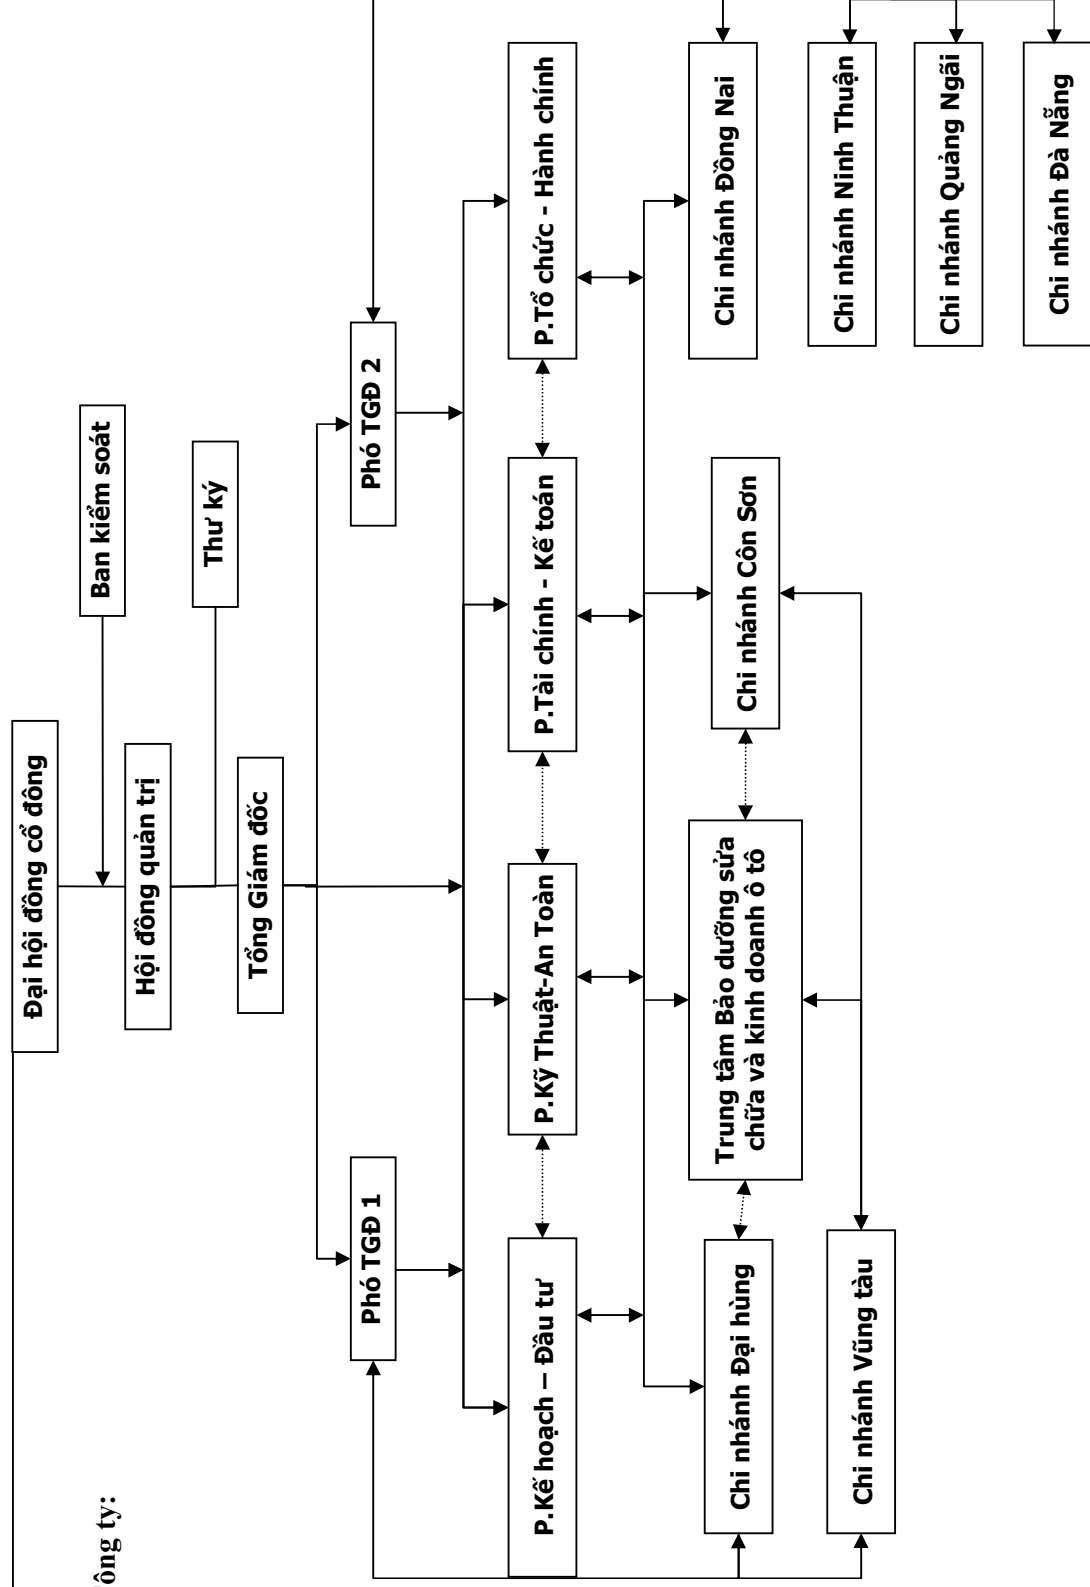 ông ty:
Đại hội đồng cổ đông
Ban kiểm soát
Hội đồng quản trị
Thư ký
Tổng Giám đốc
Phó TGĐ 1
Phó TGĐ 2
P.Kế hoạch – Đầu tư
P.Kỹ Thuật-An Toàn
P.Tài chính - Kế toán
P.Tổ chức - Hành chính
Chi nhánh Đại hùng
Trung tâm Bảo dưỡng sửa
chữa và kinh doanh ô tô
Chi nhánh Côn Sơn
Chi nhánh Đồng Nai
Chi nhánh Vũng tàu
Chi nhánh Ninh Thuận
Chi nhánh Quảng Ngãi
Chi nhánh Đà Nẵng